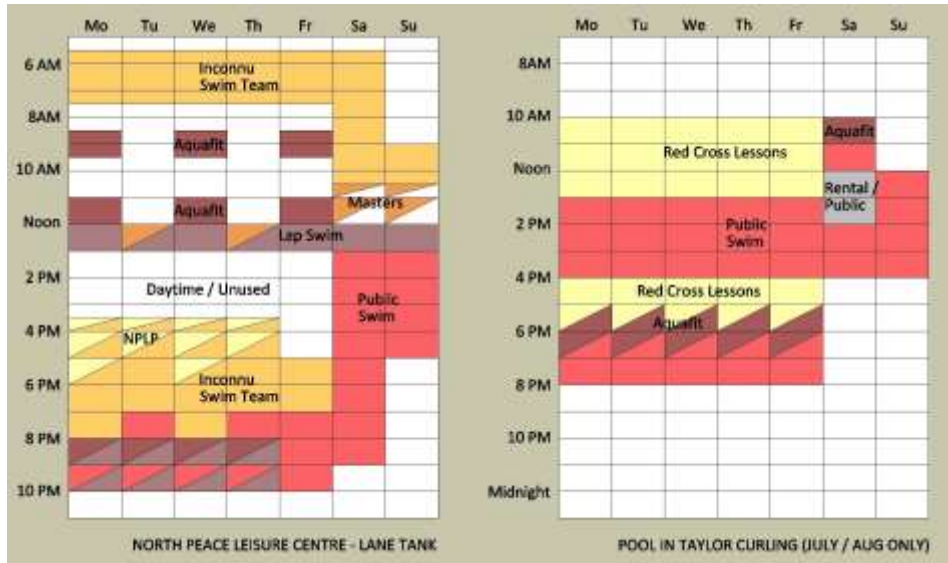 Mo Tu We Th Fr Sa Su
6 AM
Inconnu
Swim Team
8AM
Aquafit
10 AM
Masters
Aquafit
Noon
Lap Swim
2 PM
Daytime / Unused
Public
Swim
4 PM
NPLP
6 PM
Inconnu
Swim Team
8 PM
10 PM
NORTH PEACE LEISURE CENTRE - LANE TANK
Mo Tu We Th Fr Sa Su
8AM
10 AM
Aquafit
Red Cross Lessons
Noon
Rental /
Public
2 PM
Public
Swim
4 PM
Red Cross Lessons
Aquafit
6 PM
8 PM
10 PM
Midnight
POOL IN TAYLOR CURLING (JULY / AUG ONLY)